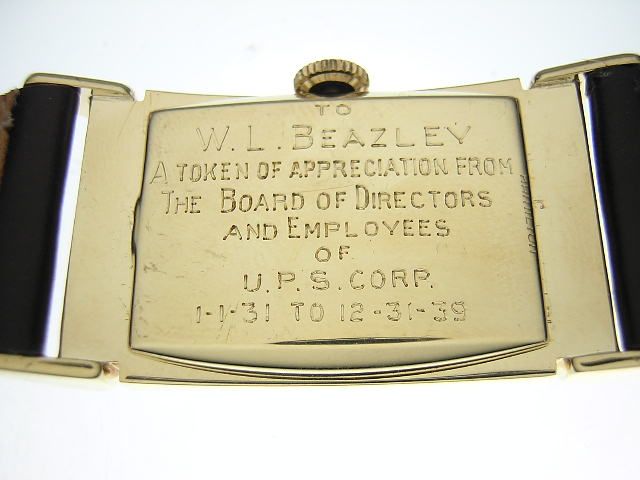 TO
W. L. BEAZLEY
A TOKEN OF APPRECIATION FROM
THE BOARD OF DIRECTORS
AND EMPLOYEES
OF
U.P.S. CORP.
1-1-31 TO 12-31-39